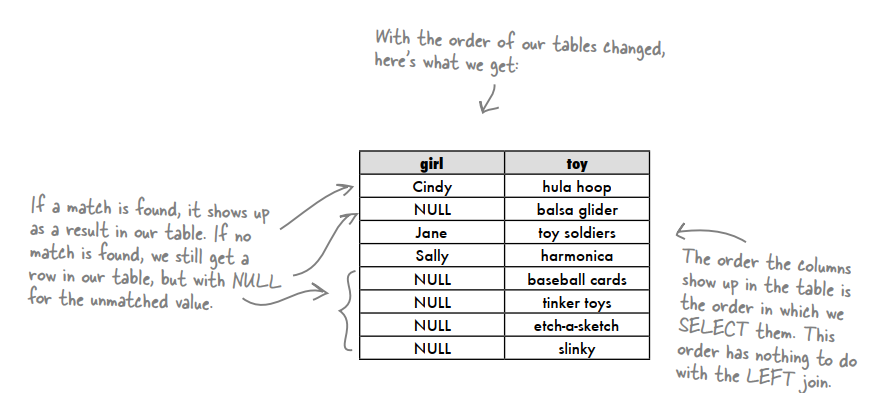 With the order of our tables changed,
here's what we get:
girl toy
Cindy hula hoop
NULL balsa glider
Jane toy soldiers
Sally harmonica
NULL baseball cards
NULL tinker toys
NULL etch-a-sketch
NULL slinky
If a match is found, it shows up
as a result in our table. If no
match is found, we still get a
row in our table, but with NULL
for the unmatched value.
The order the columns
show up in the table is
the order in which we
SELECT them. This
order has nothing to do
with the LEFT join.